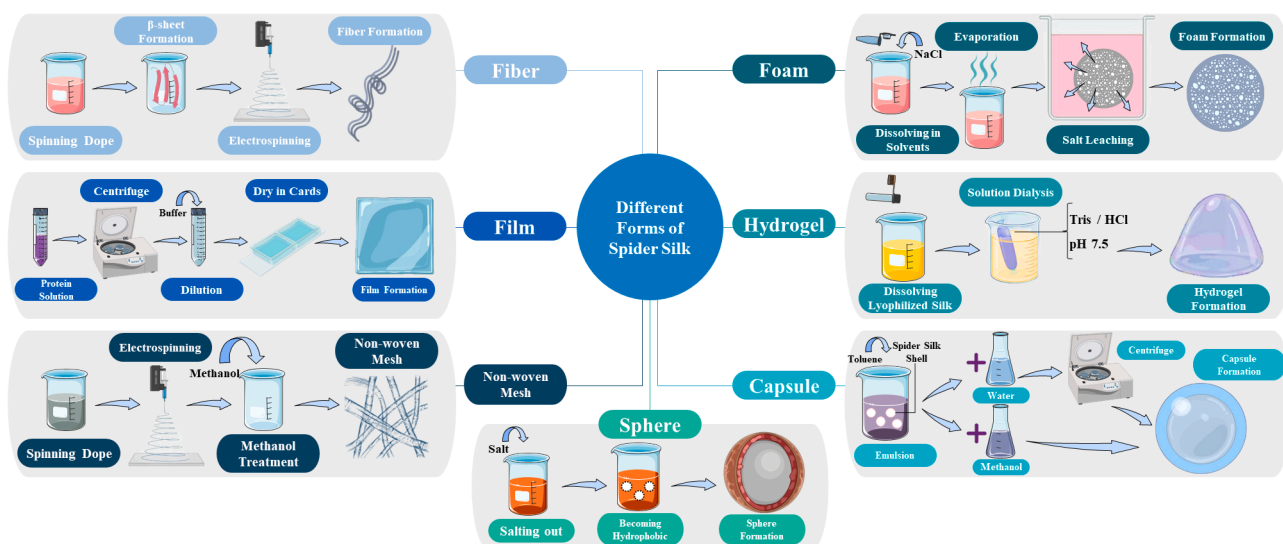 β-sheet
Formation
Fiber Formation
Spinning Dope
Electrospinning
Fiber
Centrifuge
Dry in Cards
Buffer
Protein
Solution
Dilution
Film Formation
Film
Electrospinning
Non-woven
Mesh
Methanol
Spinning Dope
Methanol
Treatment
Non-woven
Mesh
Different
Forms of
Spider Silk
Foam
Evaporation
Foam Formation
NaCl
Dissolving in
Solvents
Salt Leaching
Hydrogel
Solution Dialysis
Tris / HCl
pH 7.5
Dissolving
Lyophilized Silk
Hydrogel
Formation
Capsule
Toluene
Spider Silk
Shell
Centrifuge
Capsule
Formation
Water
Emulsion
Methanol
Sphere
Salt
Salting out
Becoming
Hydrophobic
Sphere
Formation